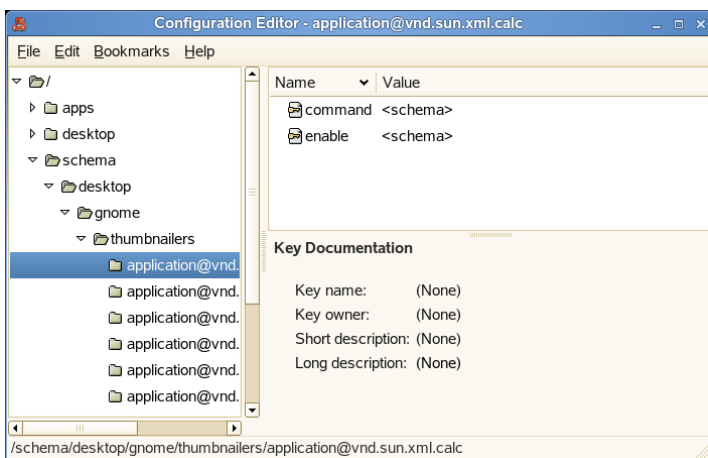 Configuration Editor - application@vnd.sun.xml.calc
File Edit Bookmarks Help
/
apps
desktop
schema
desktop
gnome
thumbnailers
application@vnd.
application@vnd.
application@vnd.
application@vnd.
application@vnd.
application@vnd.
Name Value
command <schema>
enable <schema>
Key Documentation
Key name: (None)
Key owner: (None)
Short description: (None)
Long description: (None)
/schema/desktop/gnome/thumbnailers/application@vnd.sun.xml.calc